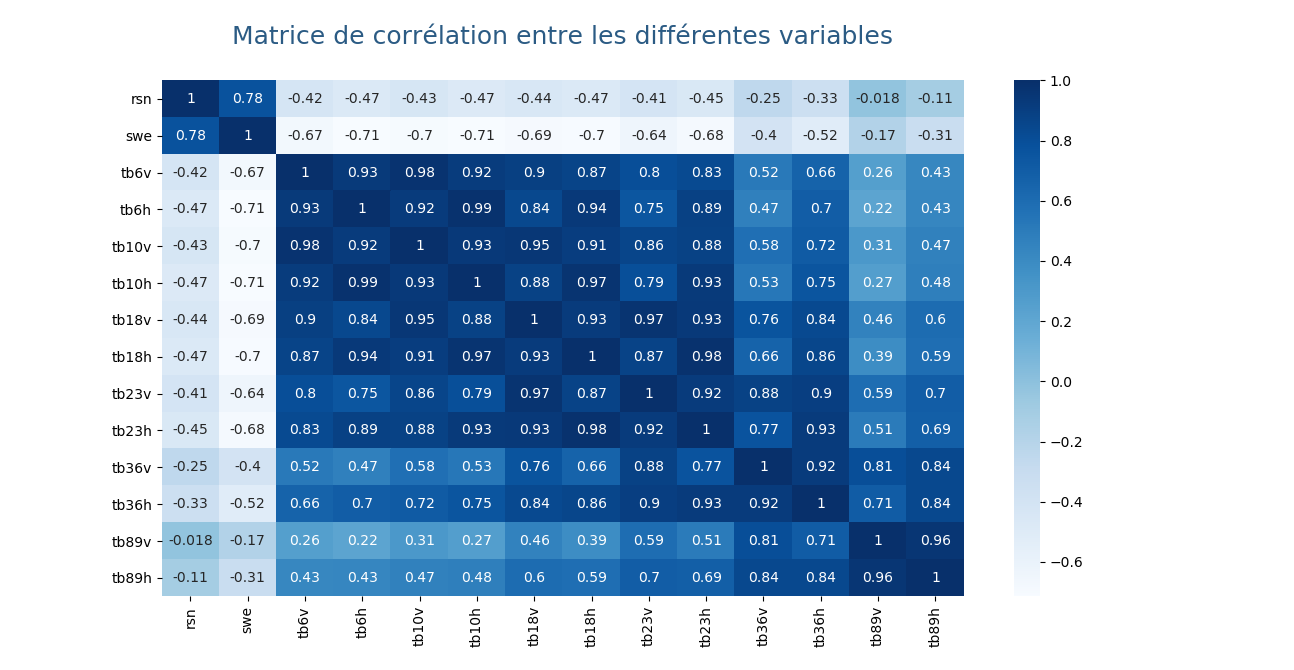 Matrice de corrélation entre les différentes variables
rsn 1 0.78 -0.42 -0.47 -0.43 -0.47 -0.44 -0.47 -0.41 -0.45 -0.25 -0.33 -0.018 -0.11
swe 0.78 1 -0.67 -0.71 -0.7 -0.71 -0.69 -0.7 -0.64 -0.68 -0.4 -0.52 -0.17 -0.31
tb6v -0.42 -0.67 1 0.93 0.98 0.92 0.9 0.87 0.8 0.83 0.52 0.66 0.26 0.43
tb6h -0.47 -0.71 0.93 1 0.92 0.99 0.84 0.94 0.75 0.89 0.47 0.7 0.22 0.43
tb10v -0.43 -0.7 0.98 0.92 1 0.93 0.95 0.91 0.86 0.88 0.58 0.72 0.31 0.47
tb10h -0.47 -0.71 0.92 0.99 0.93 1 0.88 0.97 0.79 0.93 0.53 0.75 0.27 0.48
tb18v -0.44 -0.69 0.9 0.84 0.95 0.88 1 0.93 0.97 0.93 0.76 0.84 0.46 0.6
tb18h -0.47 -0.7 0.87 0.94 0.91 0.97 0.93 1 0.87 0.98 0.66 0.86 0.39 0.59
tb23v -0.41 -0.64 0.8 0.75 0.86 0.79 0.97 0.87 1 0.92 0.88 0.9 0.59 0.7
tb23h -0.45 -0.68 0.83 0.89 0.88 0.93 0.93 0.98 0.92 1 0.77 0.93 0.51 0.69
tb36v -0.25 -0.4 0.52 0.47 0.58 0.53 0.76 0.66 0.88 0.77 1 0.92 0.81 0.84
tb36h -0.33 -0.52 0.66 0.7 0.72 0.75 0.84 0.86 0.9 0.93 0.92 1 0.71 0.84
tb89v -0.018 -0.17 0.26 0.22 0.31 0.27 0.46 0.39 0.59 0.51 0.81 0.71 1 0.96
tb89h -0.11 -0.31 0.43 0.43 0.47 0.48 0.6 0.59 0.7 0.69 0.84 0.84 0.96 1
rsn swe tb6v tb6h tb10v tb10h tb18v tb18h tb23v tb23h tb36v tb36h tb89v tb89h
1.0
0.8
0.6
0.4
0.2
0.0
−0.2
−0.4
−0.6